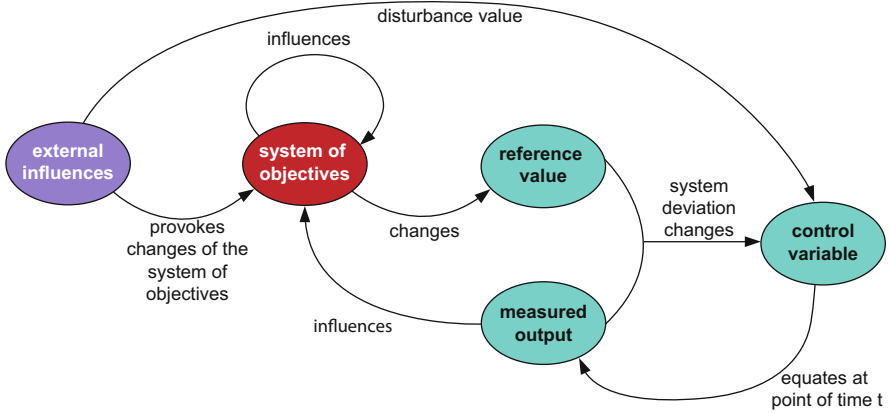 disturbance value
influences
external
influences
system of
objectives
reference
value
system
deviation
changes
control
variable
provokes
changes of the
system of
objectives
changes
measured
output
influences
equates at
point of time t